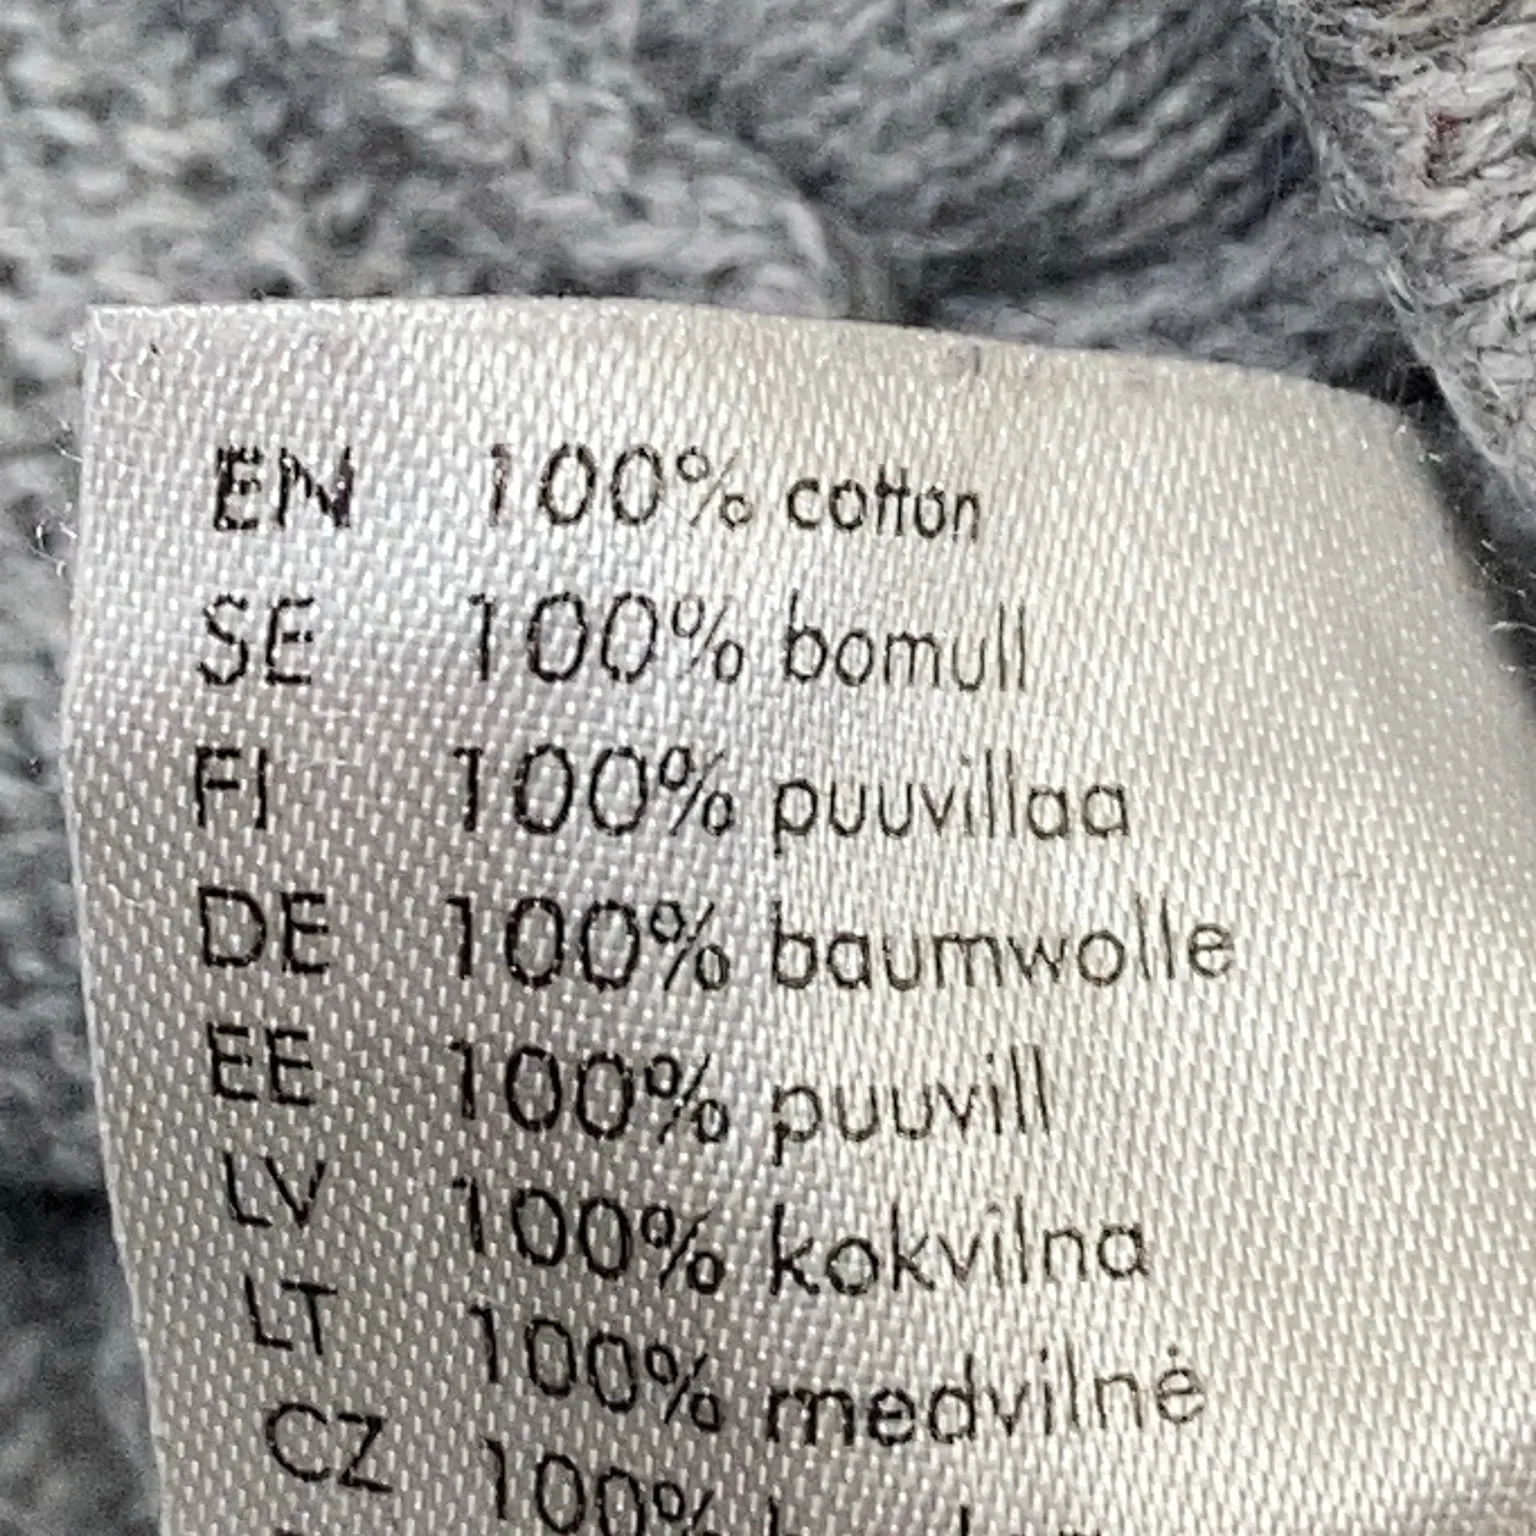 EN 100% cotton
SE 100% bomull
FI 100% puuvillaa
DE 100% baumwolle
EE 100% puuvill
LV 100% kokvilna
LT 100% medvilnė
CZ 100%